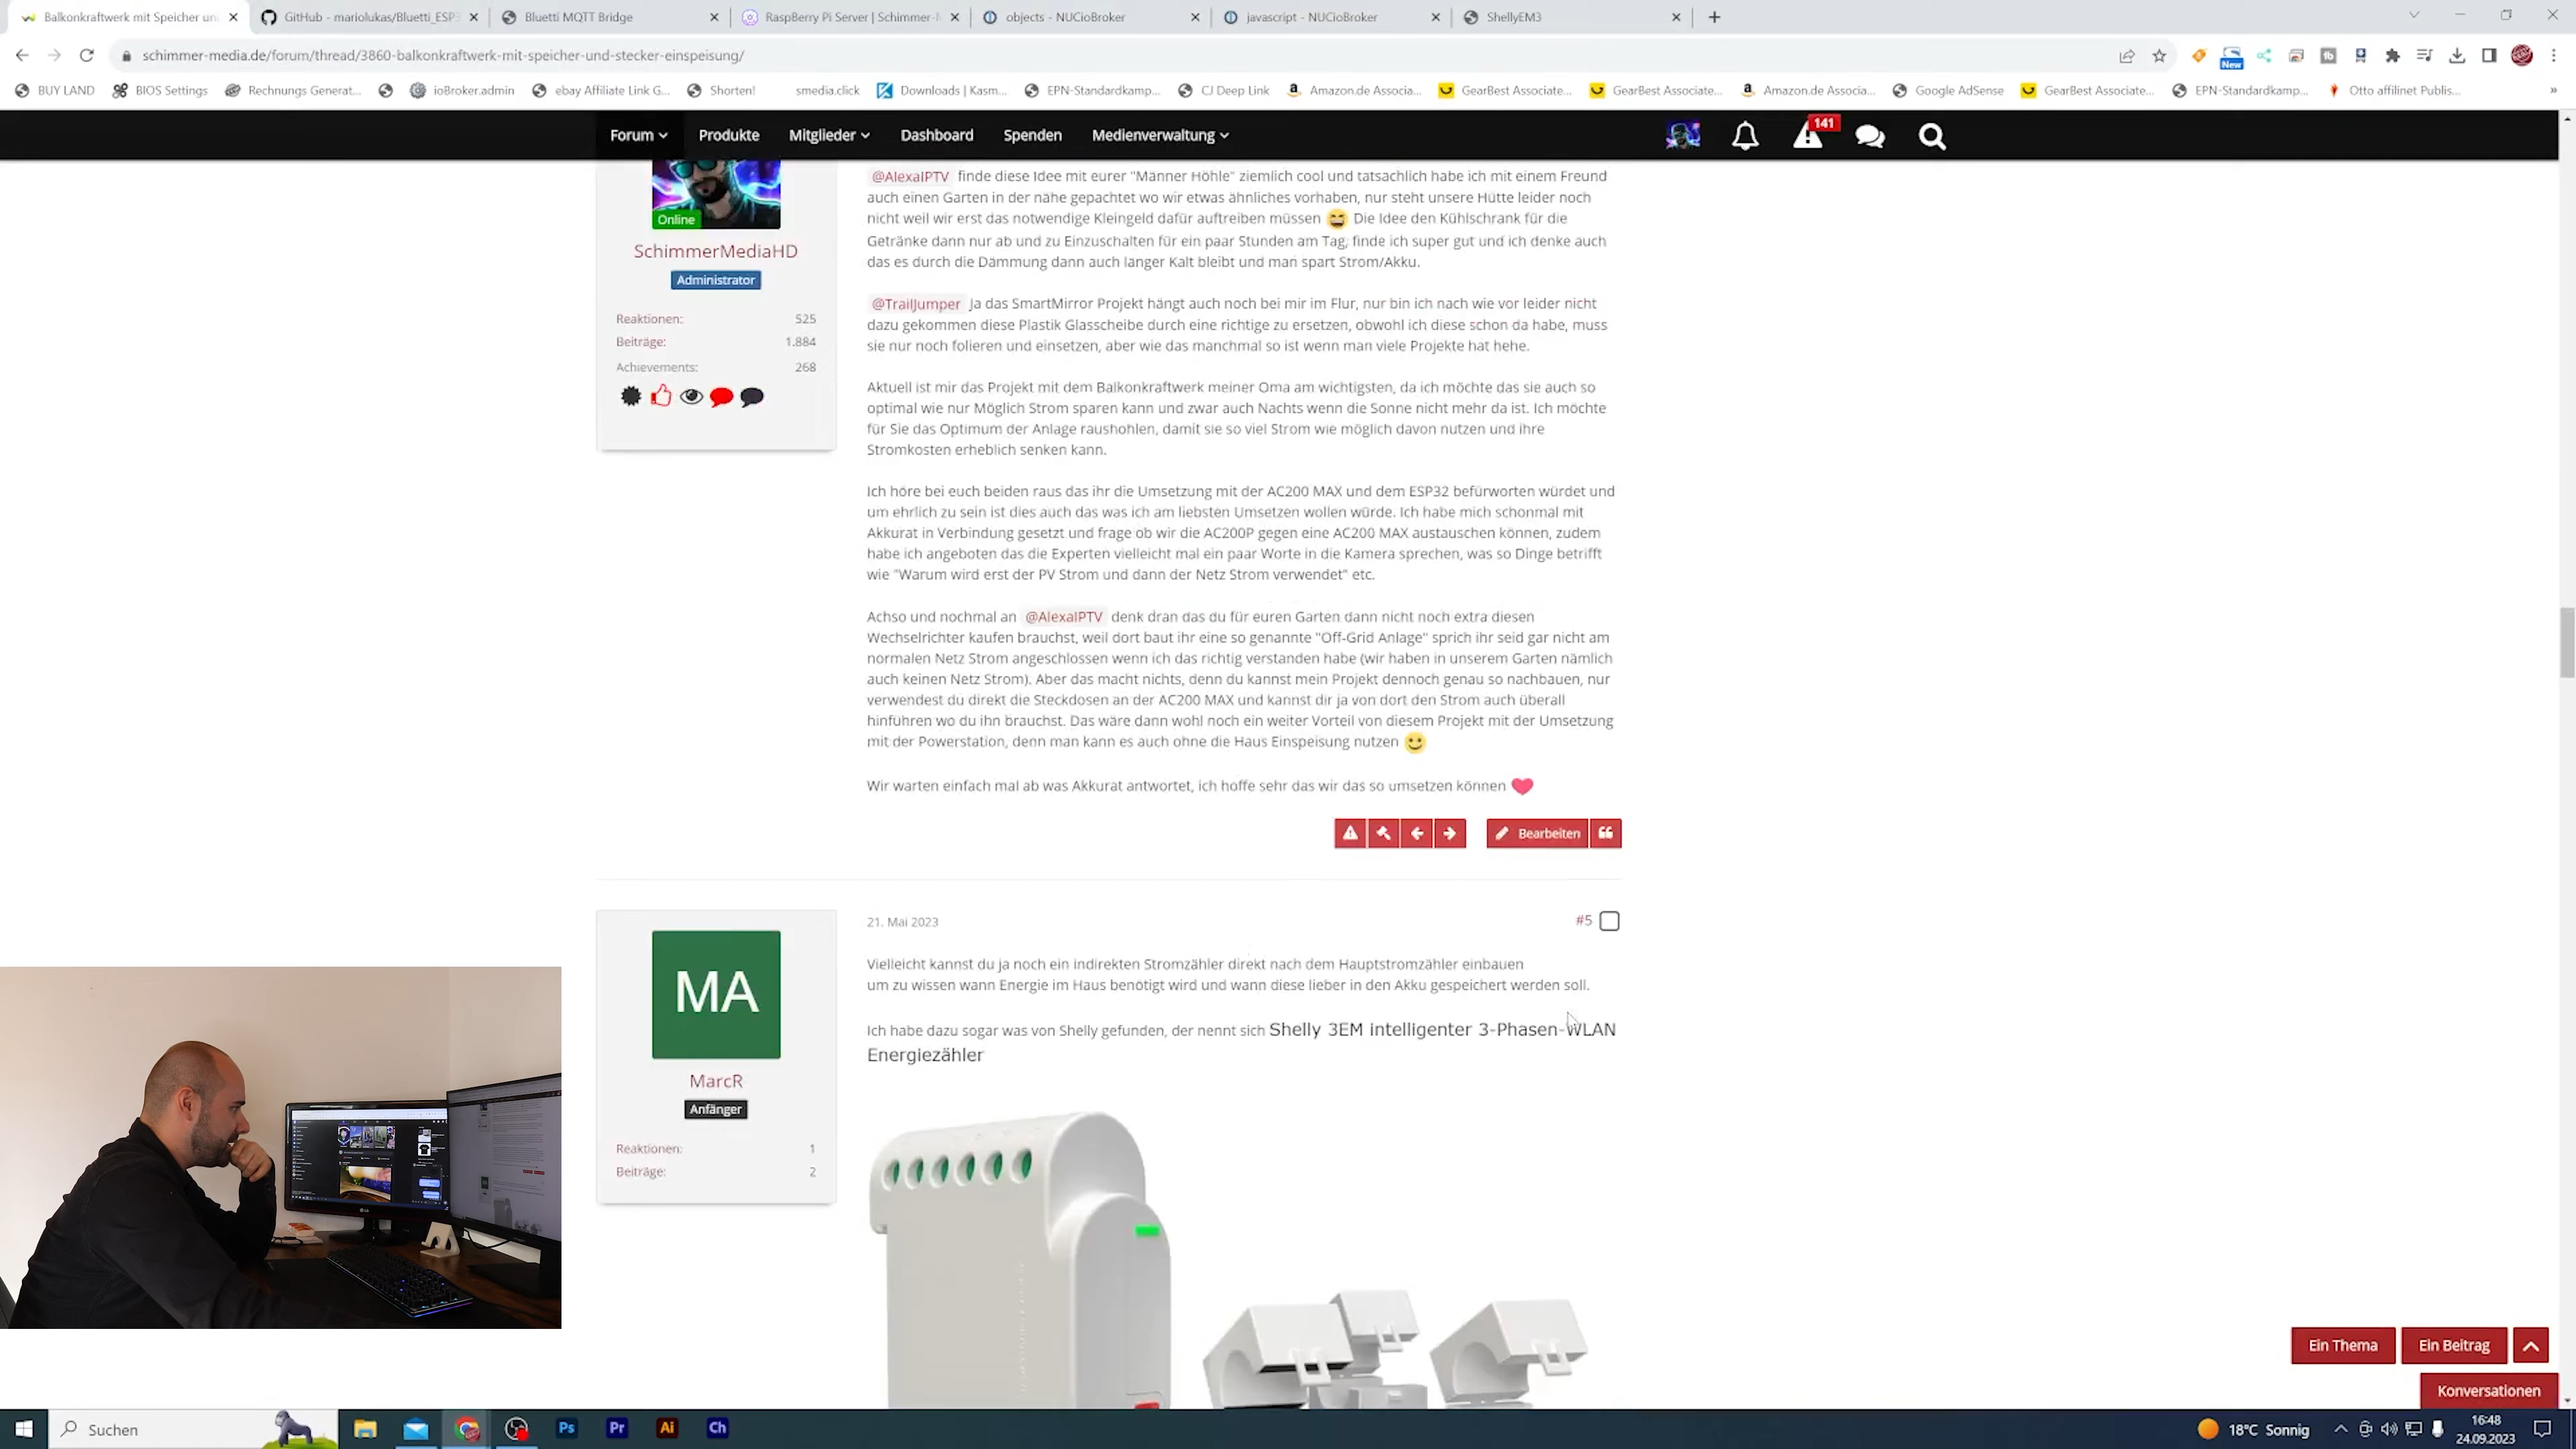 Balkonkraftwerk mit Speicher un
GitHub - mariolukas/Bluetti_ESP3
Bluetti MQTT Bridge
RaspBerry Pi Server | Schimmer-
objects - NUCioBroker
javascript - NUCioBroker
ShellyEM3
schimmer-media.de/forum/thread/3860-balkonkraftwerk-mit-speicher-und-stecker-einspeisung/
New
BUY LAND
BIOS Settings
Rechnungs Generat...
ioBroker.admin
ebay Affiliate Link G...
Shorten!
smedia.click
Downloads | Kasm...
EPN-Standardkamp...
CJ Deep Link
Amazon.de Associa...
GearBest Associate...
GearBest Associate...
Amazon.de Associa...
Google AdSense
GearBest Associate...
EPN-Standardkamp...
Otto affilinet Publis...
»
Forum
Produkte
Mitglieder
Dashboard
Spenden
Medienverwaltung
141
Online
SchimmerMediaHD
Administrator
Reaktionen: 525
Beiträge: 1.884
Achievements: 268
@AlexaIPTV finde diese Idee mit eurer "Männer Höhle" ziemlich cool und tatsächlich habe ich mit einem Freund
auch einen Garten in der nähe gepachtet wo wir etwas ähnliches vorhaben, nur steht unsere Hütte leider noch
nicht weil wir erst das notwendige Kleingeld dafür auftreiben müssen 😄 Die Idee den Kühlschrank für die
Getränke dann nur ab und zu Einzuschalten für ein paar Stunden am Tag, finde ich super gut und ich denke auch
das es durch die Dämmung dann auch länger Kalt bleibt und man spart Strom/Akku.
@TrailJumper Ja das SmartMirror Projekt hängt auch noch bei mir im Flur, nur bin ich nach wie vor leider nicht
dazu gekommen diese Plastik Glasscheibe durch eine richtige zu ersetzen, obwohl ich diese schon da habe, muss
sie nur noch folieren und einsetzen, aber wie das manchmal so ist wenn man viele Projekte hat hehe.
Aktuell ist mir das Projekt mit dem Balkonkraftwerk meiner Oma am wichtigsten, da ich möchte das sie auch so
optimal wie nur Möglich Strom sparen kann und zwar auch Nachts wenn die Sonne nicht mehr da ist. Ich möchte
für Sie das Optimum der Anlage raushohlen, damit sie so viel Strom wie möglich davon nutzen und ihre
Stromkosten erheblich senken kann.
Ich höre bei euch beiden raus das ihr die Umsetzung mit der AC200 MAX und dem ESP32 befürworten würdet und
um ehrlich zu sein ist dies auch das was ich am liebsten Umsetzen wollen würde. Ich habe mich schonmal mit
Akkurat in Verbindung gesetzt und frage ob wir die AC200P gegen eine AC200 MAX austauschen können, zudem
habe ich angeboten das die Experten vielleicht mal ein paar Worte in die Kamera sprechen, was so Dinge betrifft
wie "Warum wird erst der PV Strom und dann der Netz Strom verwendet" etc.
Achso und nochmal an @AlexaIPTV denk dran das du für euren Garten dann nicht noch extra diesen
Wechselrichter kaufen brauchst, weil dort baut ihr eine so genannte "Off-Grid Anlage" sprich ihr seid gar nicht am
normalen Netz Strom angeschlossen wenn ich das richtig verstanden habe (wir haben in unserem Garten nämlich
auch keinen Netz Strom). Aber das macht nichts, denn du kannst mein Projekt dennoch genau so nachbauen, nur
verwendest du direkt die Steckdosen an der AC200 MAX und kannst dir ja von dort den Strom auch überall
hinführen wo du ihn brauchst. Das wäre dann wohl noch ein weiter Vorteil von diesem Projekt mit der Umsetzung
mit der Powerstation, denn man kann es auch ohne die Haus Einspeisung nutzen 🙂
Wir warten einfach mal ab was Akkurat antwortet, ich hoffe sehr das wir das so umsetzen können ❤
Bearbeiten
MA
MarcR
Anfänger
Reaktionen: 1
Beiträge: 2
21. Mai 2023
#5
Vielleicht kannst du ja noch ein indirekten Stromzähler direkt nach dem Hauptstromzähler einbauen
um zu wissen wann Energie im Haus benötigt wird und wann diese lieber in den Akku gespeichert werden soll.
Ich habe dazu sogar was von Shelly gefunden, der nennt sich Shelly 3EM intelligenter 3-Phasen-WLAN
Energiezähler
Ein Thema
Ein Beitrag
Konversationen
Suchen
Ps
Pr
Ai
Ch
18°C Sonnig
16:48
24.09.2023